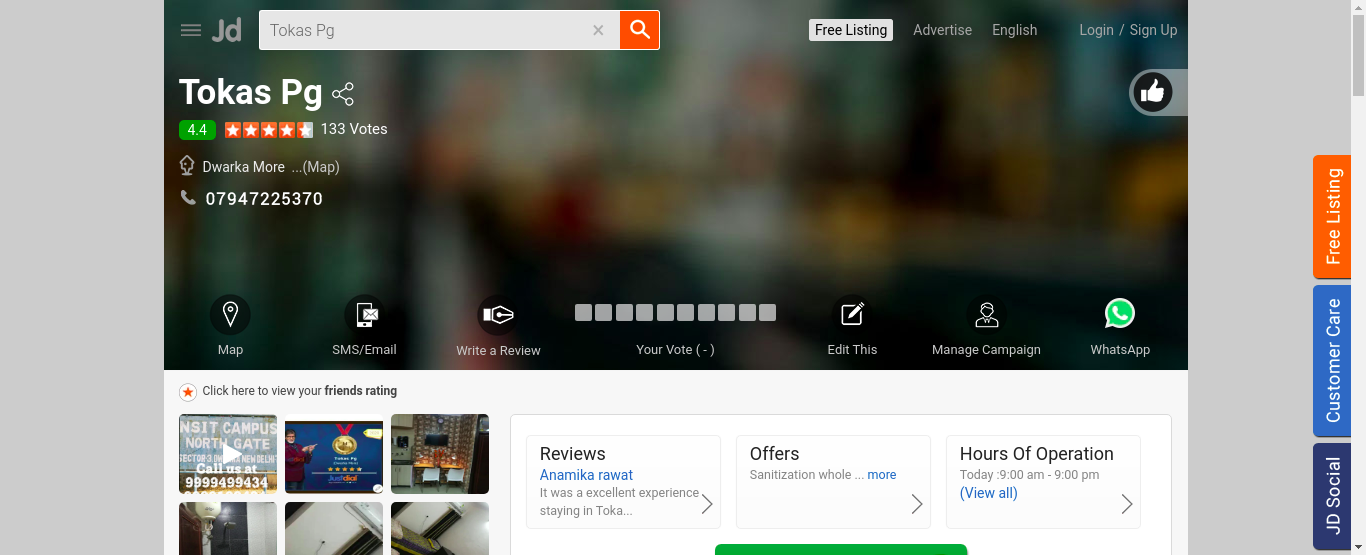 Jd
Tokas Pg
Free Listing
Advertise
English
Login / Sign Up
Tokas Pg
4.4
133 Votes
Dwarka More ...(Map)
07947225370
Map
SMS/Email
Write a Review
Your Vote ( - )
Edit This
Manage Campaign
WhatsApp
Free Listing
Customer Care
JD Social
Click here to view your friends rating
NSIT CAMPUS
NORTH GATE
Call us at
9999499434
Tokas Pg
Justdial
Reviews
Anamika rawat
It was a excellent experience
staying in Toka...
Offers
Sanitization whole ... more
Hours Of Operation
Today :9:00 am - 9:00 pm
(View all)